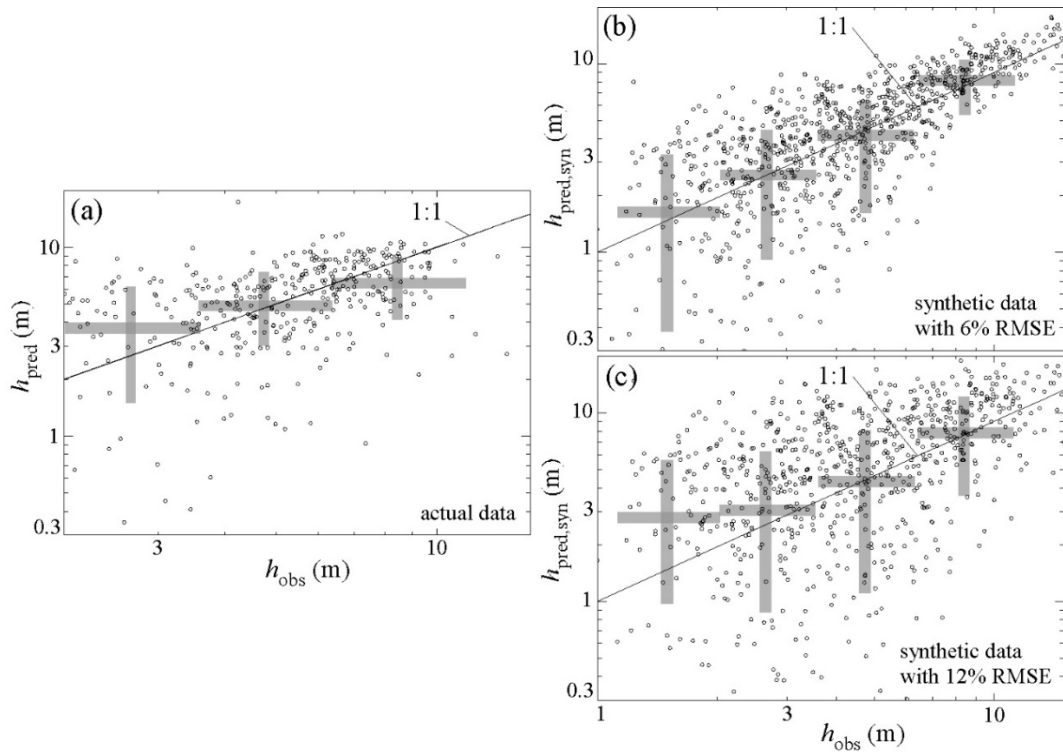 (a)
1:1
10
3
1
0.3
h_pred (m)
actual data
3
10
h_obs (m)
(b)
1:1
10
3
1
0.3
h_pred,syn (m)
synthetic data
with 6% RMSE
(c)
1:1
10
3
1
0.3
h_pred,syn (m)
synthetic data
with 12% RMSE
1
3
10
h_obs (m)